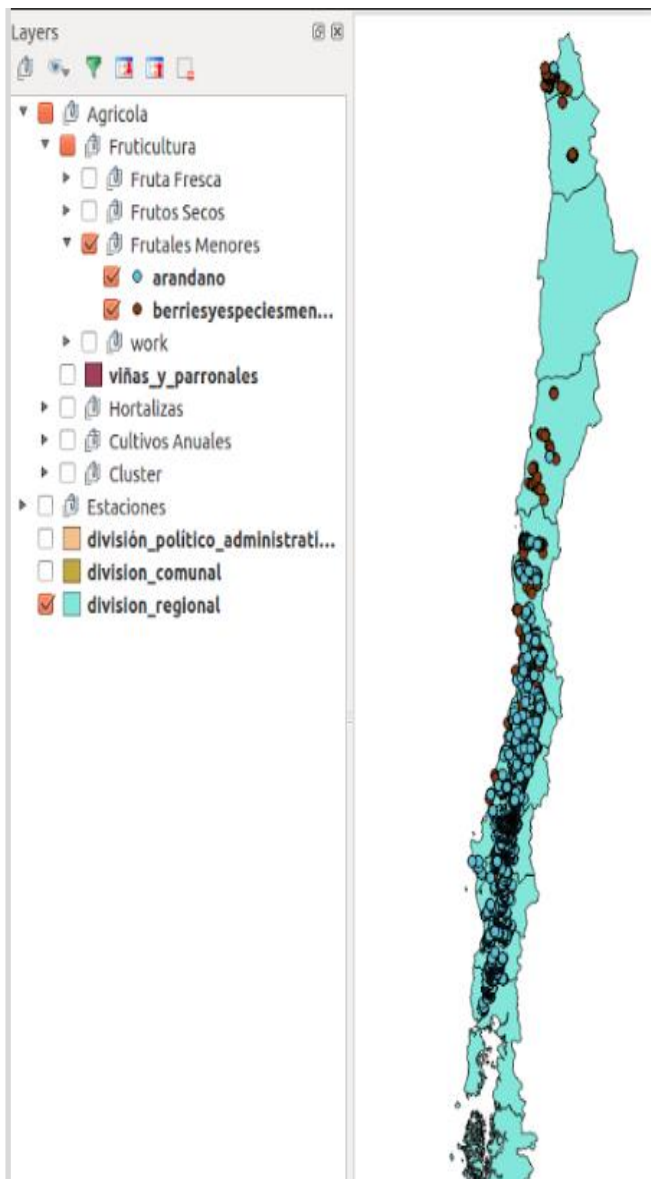 Layers
Agricola
Fruticultura
Fruta Fresca
Frutos Secos
Frutales Menores
arandano
berriesyespeciesmen...
work
viñas_y_parronales
Hortalizas
Cultivos Anuales
Cluster
Estaciones
división_político_administrati...
division_comunal
division_regional